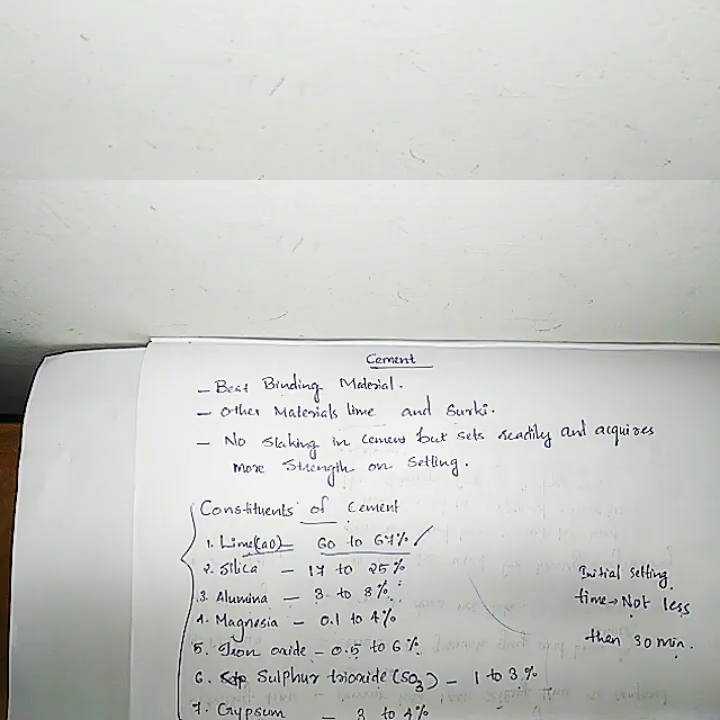 Cement
- Best Binding Material.
- Other Materials lime and Surki.
- No Slaking in cement but sets readily and acquires
more Strength on Setting.
Constituents of Cement
1. Lime(CaO) - 60 to 67%
2. Silica - 17 to 25%
3. Alumina - 3 to 8%
4. Magnesia - 0.1 to 4%
5. Iron oxide - 0.5 to 6%
6. Sulphur trioxide (SO3) - 1 to 3%
7. Gypsum - 3 to 4%
Initial setting
time → Not less
then 30 min.